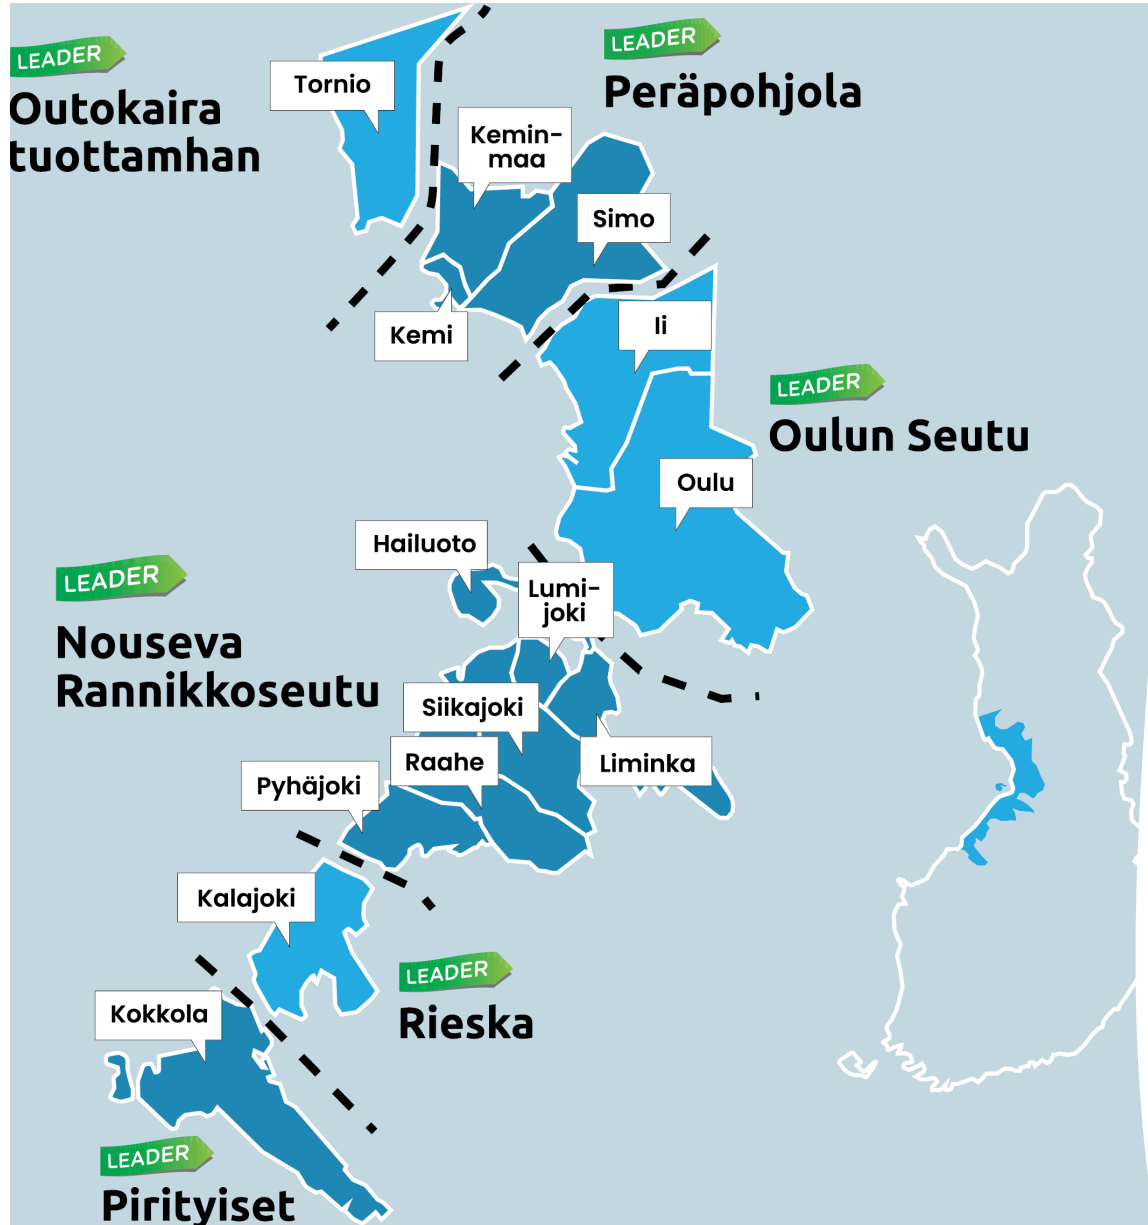 LEADER
Outokaira
tuottamhan
LEADER
Peräpohjola
Tornio
Kemin-
maa
Simo
Kemi
Ii
LEADER
Oulun Seutu
Oulu
Hailuoto
Lumi-
joki
LEADER
Nouseva
Rannikkoseutu
Siikajoki
Raahe
Liminka
Pyhäjoki
Kalajoki
LEADER
Rieska
Kokkola
LEADER
Pirityiset